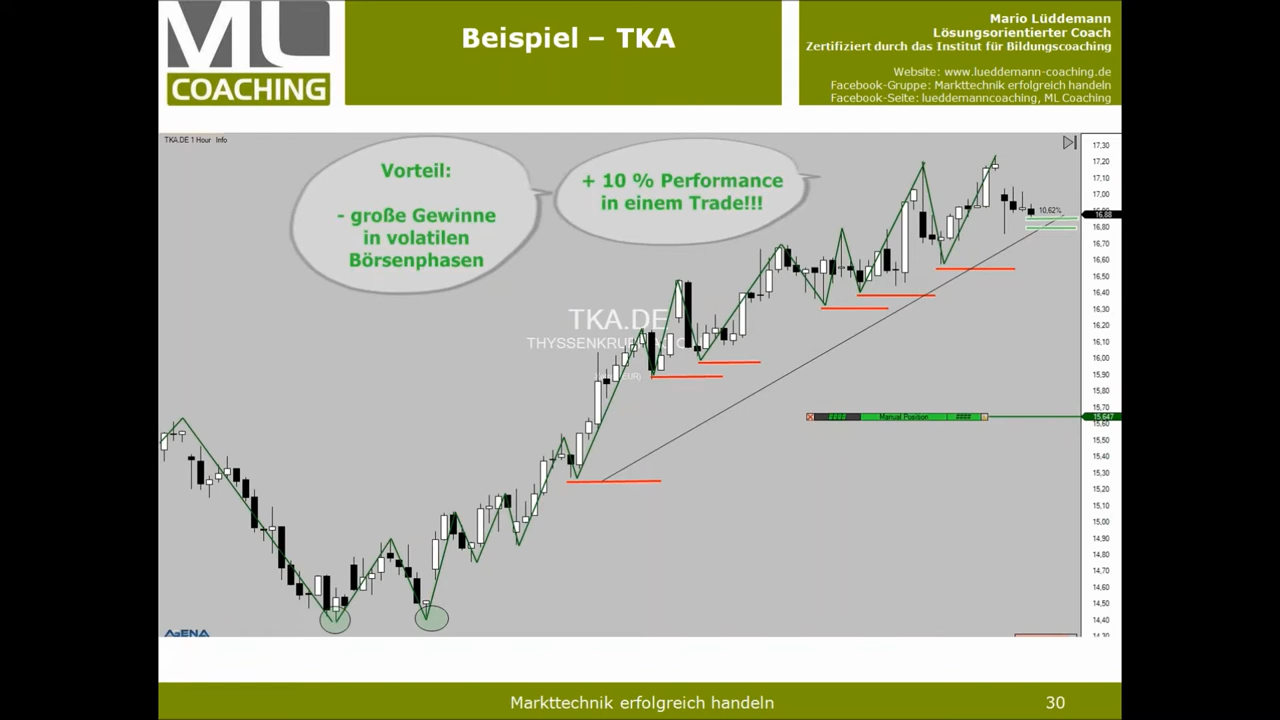 ML
COACHING
Beispiel – TKA
Mario Lüddemann
Lösungsorientierter Coach
Zertifiziert durch das Institut für Bildungscoaching
Website: www.lueddemann-coaching.de
Facebook-Gruppe: Markttechnik erfolgreich handeln
Facebook-Seite: lueddemanncoaching, ML Coaching
TKA.DE 1 Hour Info
Vorteil:
- große Gewinne
in volatilen
Börsenphasen
+ 10 % Performance
in einem Trade!!!
TKA.DE
THYSSENKRUP
EUR)
10,62%
#### Manual Position ####
17,30
17,20
17,10
17,00
16,88
16,80
16,70
16,60
16,50
16,40
16,30
16,20
16,10
16,00
15,90
15,80
15,70
15,647
15,60
15,50
15,40
15,30
15,20
15,10
15,00
14,90
14,80
14,70
14,60
14,50
14,40
14,30
AgENA
Markttechnik erfolgreich handeln
30